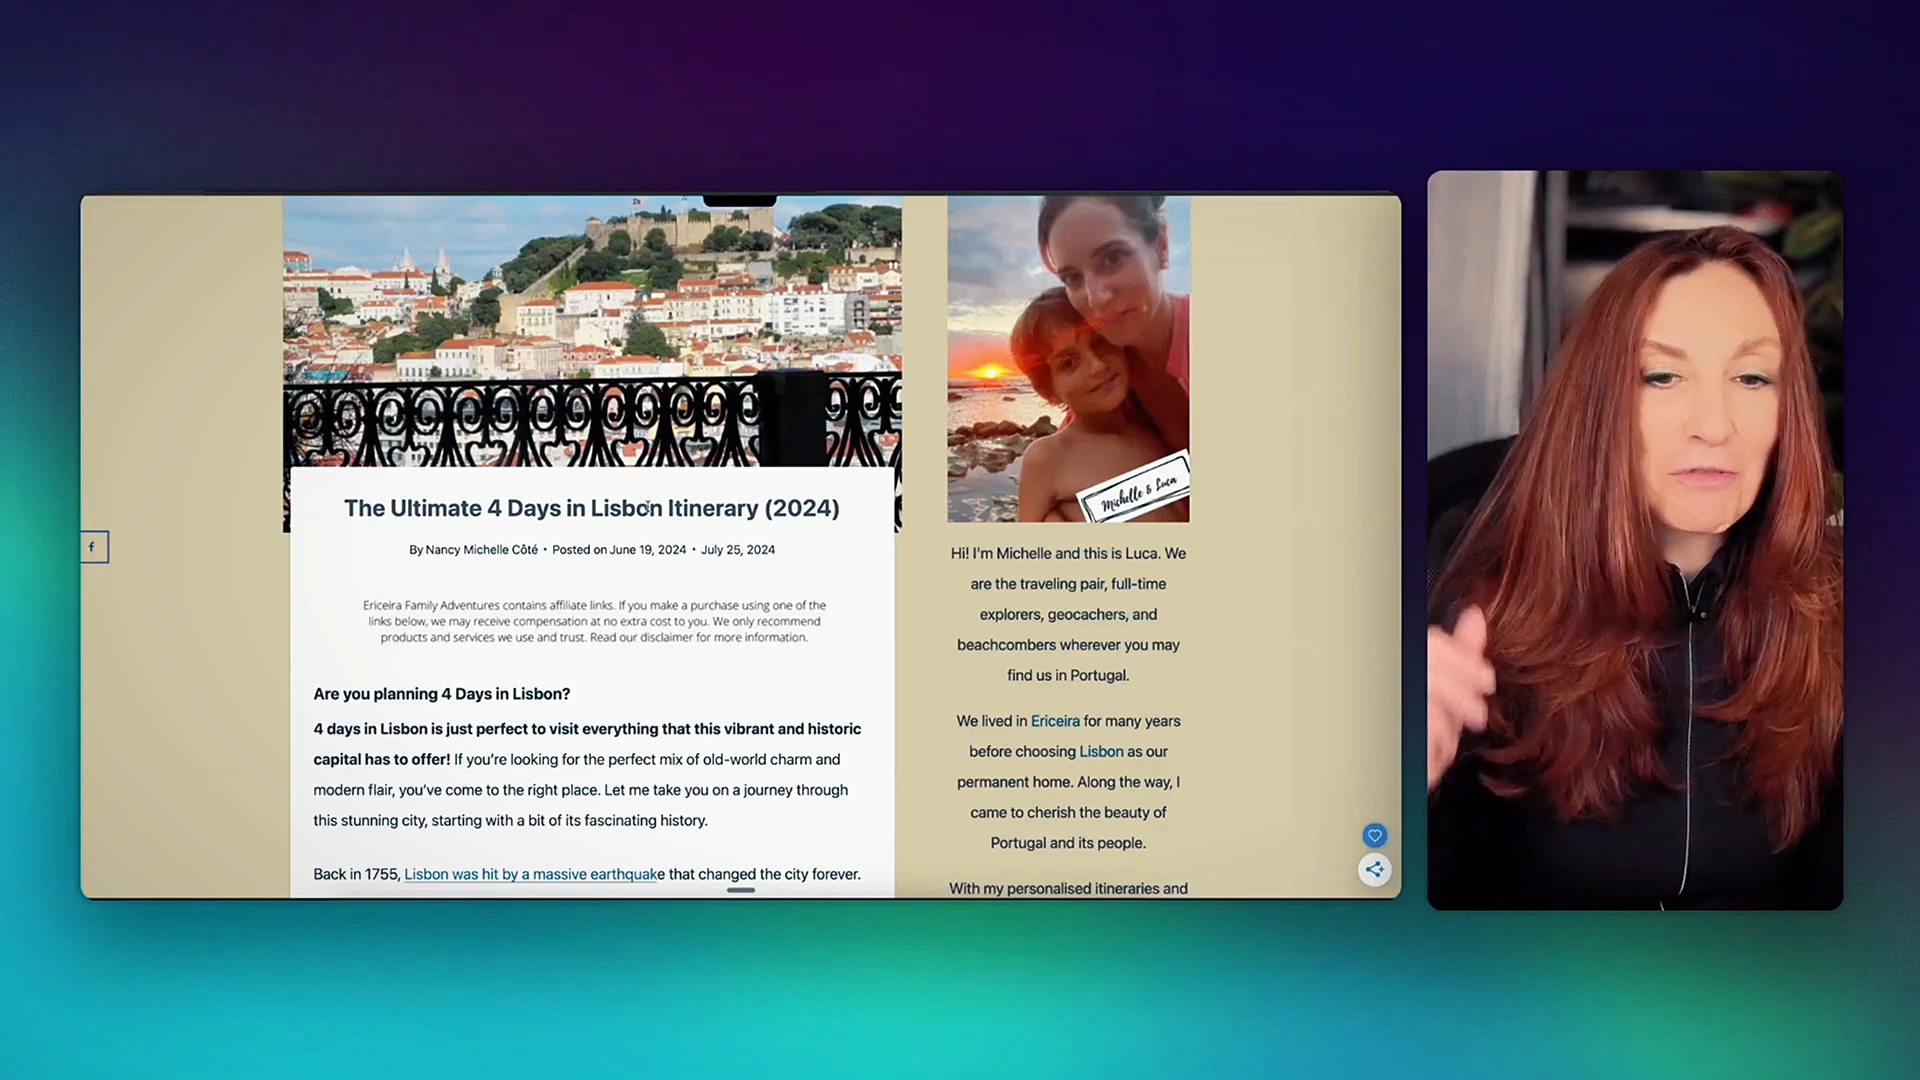 The Ultimate 4 Days in Lisbon Itinerary (2024)
By Nancy Michelle Côté • Posted on June 19, 2024 • July 25, 2024
Ericeira Family Adventures contains affiliate links. If you make a purchase using one of the
links below, we may receive compensation at no extra cost to you. We only recommend
products and services we use and trust. Read our disclaimer for more information.
Are you planning 4 Days in Lisbon?
4 days in Lisbon is just perfect to visit everything that this vibrant and historic
capital has to offer! If you're looking for the perfect mix of old-world charm and
modern flair, you've come to the right place. Let me take you on a journey through
this stunning city, starting with a bit of its fascinating history.
Back in 1755, Lisbon was hit by a massive earthquake that changed the city forever.
Michelle & Luca
Hi! I'm Michelle and this is Luca. We
are the traveling pair, full-time
explorers, geocachers, and
beachcombers wherever you may
find us in Portugal.
We lived in Ericeira for many years
before choosing Lisbon as our
permanent home. Along the way, I
came to cherish the beauty of
Portugal and its people.
With my personalised itineraries and